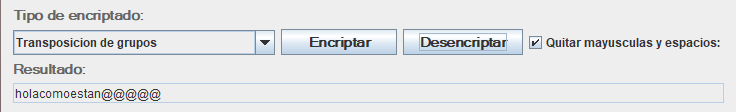 Tipo de encriptado:
Transposicion de grupos Encriptar Desencriptar Quitar mayusculas y espacios:
Resultado:
holacomoestan@@@@@